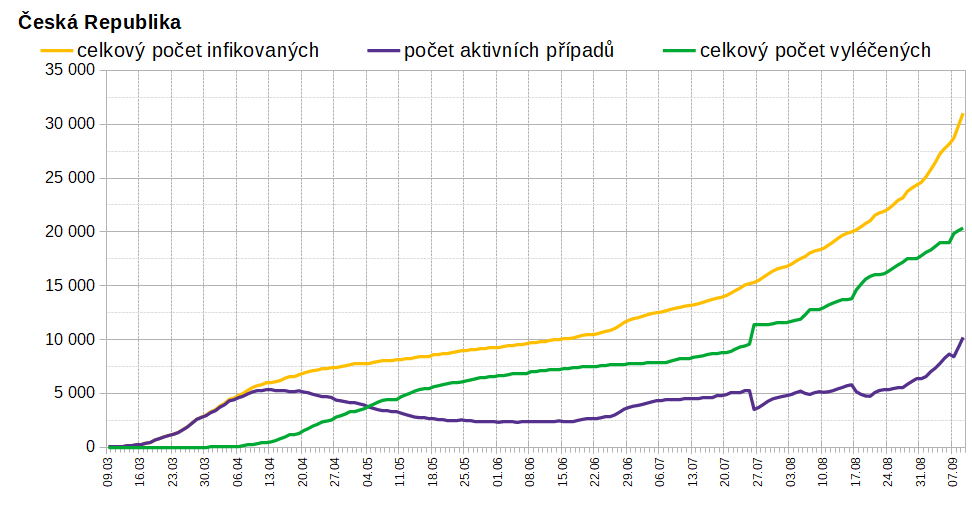 Česká Republika
celkový počet infikovaných počet aktivních případů celkový počet vyléčených
35 000
30 000
25 000
20 000
15 000
10 000
5 000
0
09.03 16.03 23.03 30.03 06.04 13.04 20.04 27.04 04.05 11.05 18.05 25.05 01.06 08.06 15.06 22.06 29.06 06.07 13.07 20.07 27.07 03.08 10.08 17.08 24.08 31.08 07.09